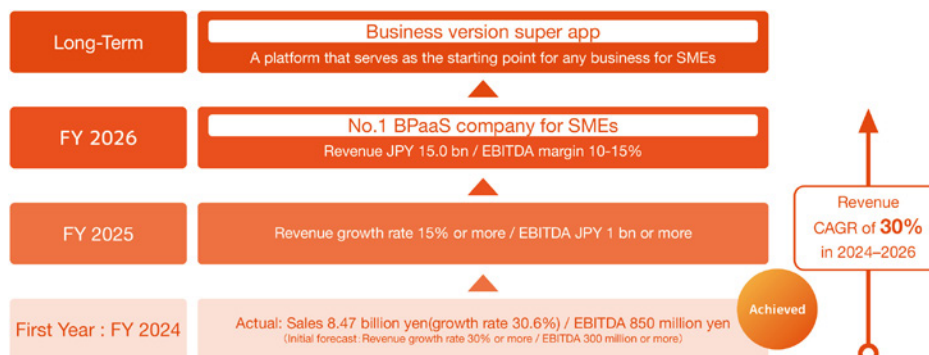 Long-Term
Business version super app
A platform that serves as the starting point for any business for SMEs
FY 2026
No.1 BPaaS company for SMEs
Revenue JPY 15.0 bn / EBITDA margin 10-15%
FY 2025
Revenue growth rate 15% or more / EBITDA JPY 1 bn or more
Revenue
CAGR of 30%
in 2024–2026
First Year : FY 2024
Actual: Sales 8.47 billion yen(growth rate 30.6%) / EBITDA 850 million yen
(Initial forecast: Revenue growth rate 30% or more / EBITDA 300 million or more)
Achieved